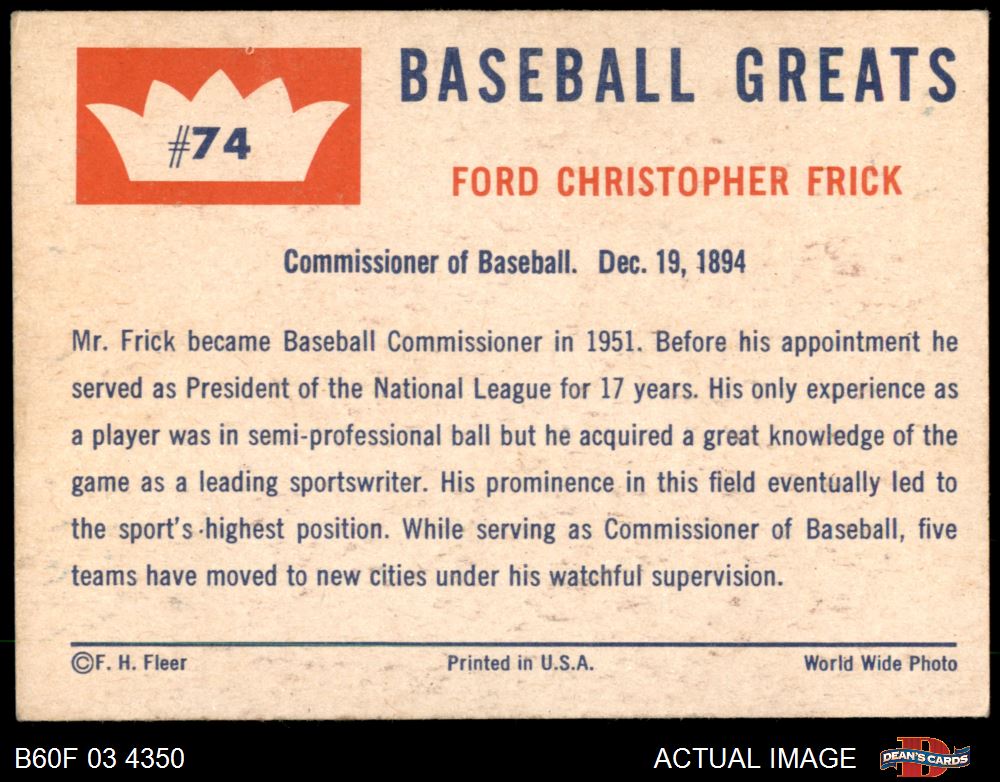 BASEBALL GREATS
#74
FORD CHRISTOPHER FRICK
Commissioner of Baseball. Dec. 19, 1894
Mr. Frick became Baseball Commissioner in 1951. Before his appointment he
served as President of the National League for 17 years. His only experience as
a player was in semi-professional ball but he acquired a great knowledge of the
game as a leading sportswriter. His prominence in this field eventually led to
the sport's highest position. While serving as Commissioner of Baseball, five
teams have moved to new cities under his watchful supervision.
©F. H. Fleer Printed in U.S.A. World Wide Photo
B60F 03 4350 ACTUAL IMAGE DEAN'S CARDS